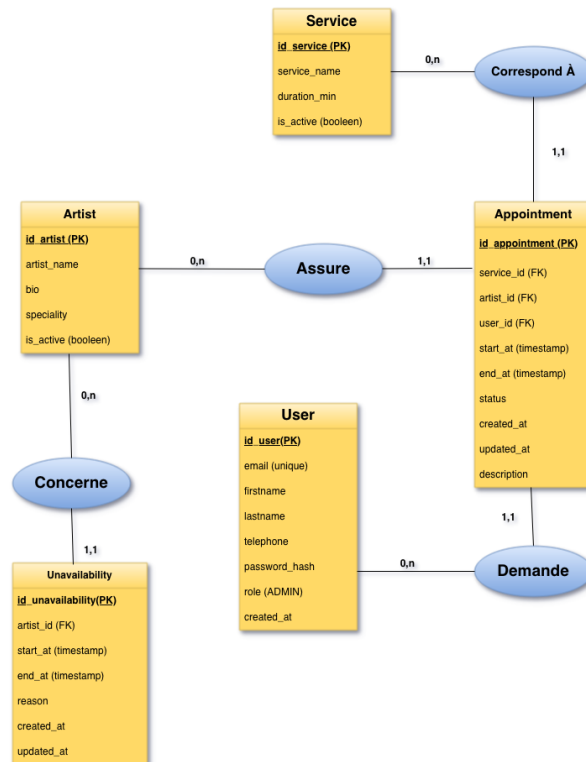 Service
id_service (PK)
service_name
duration_min
is_active (booleen)
0,n
Correspond À
1,1
Artist
id_artist (PK)
artist_name
bio
speciality
is_active (booleen)
0,n
Assure
1,1
Appointment
id_appointment (PK)
service_id (FK)
artist_id (FK)
user_id (FK)
start_at (timestamp)
end_at (timestamp)
status
created_at
updated_at
description
0,n
Concerne
1,1
User
id_user(PK)
email (unique)
firstname
lastname
telephone
password_hash
role (ADMIN)
created_at
0,n
1,1
Demande
Unavailability
id_unavailability(PK)
artist_id (FK)
start_at (timestamp)
end_at (timestamp)
reason
created_at
updated_at